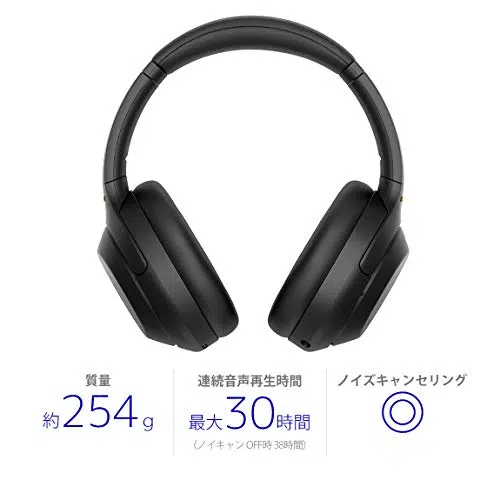 質量
約254g
連続音声再生時間
最大30時間
(ノイキャン OFF時 38時間)
ノイズキャンセリング
◎